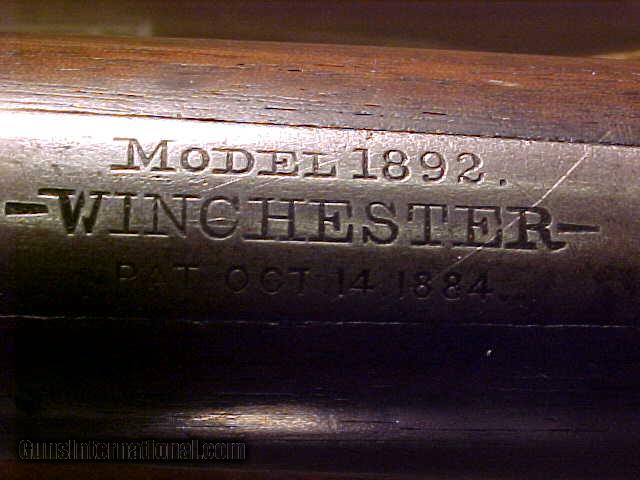 MODEL 1892.
-WINCHESTER-
PAT. OCT. 14. 1884.
GunsInternational.com